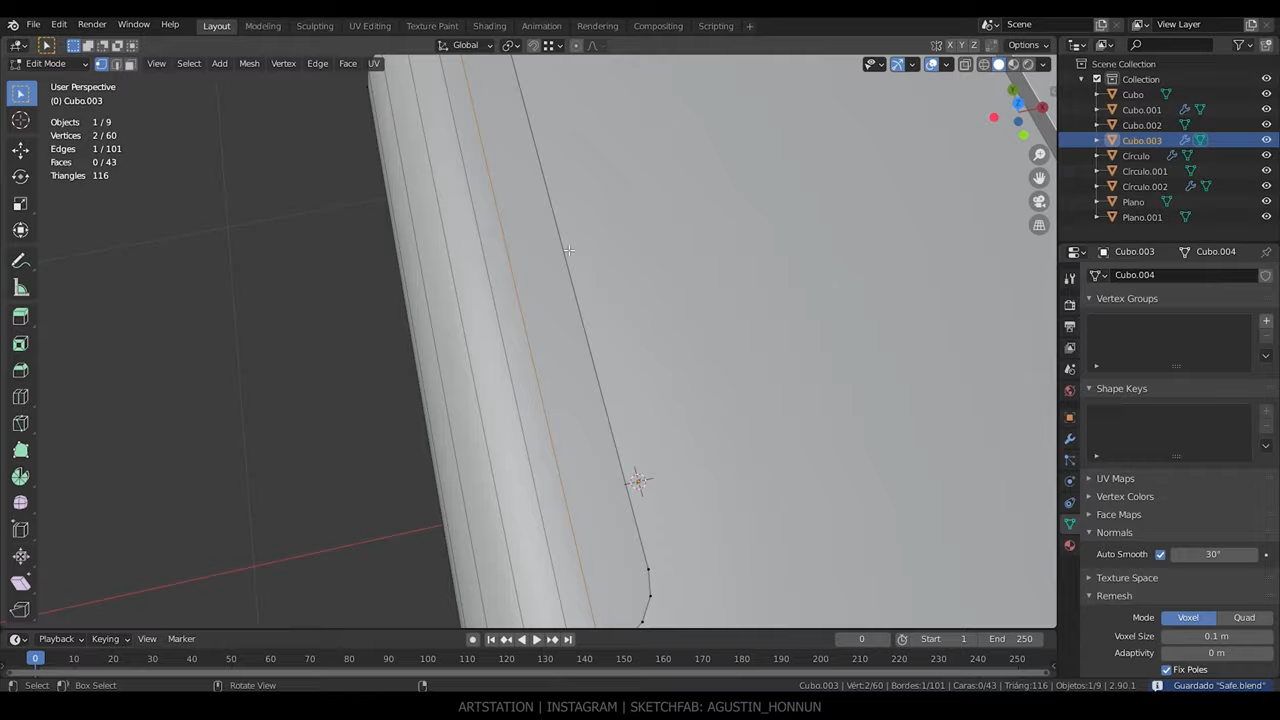 File Edit Render Window Help Layout Modeling Sculpting UV Editing Texture Paint Shading Animation Rendering Compositing Scripting + Scene View Layer
Global X Y Z Options
Edit Mode View Select Add Mesh Vertex Edge Face UV
User Perspective
(0) Cubo.003
Objects 1/9
Vertices 2/60
Edges 1/101
Faces 0/43
Triangles 116
Scene Collection
Collection
Cubo
Cubo.001
Cubo.002
Cubo.003
Círculo
Círculo.001
Círculo.002
Plano
Plano.001
Cubo.003 Cubo.004
Cubo.004
Vertex Groups
Shape Keys
UV Maps
Vertex Colors
Face Maps
Normals
Auto Smooth 30°
Texture Space
Remesh
Mode Voxel Quad
Voxel Size 0.1 m
Adaptivity 0 m
Fix Poles
Playback Keying View Marker 0 Start 1 End 250
0 10 20 30 40 50 60 70 80 90 100 110 120 130 140 150 160 170 180 190 200 210 220 230 240 250
Select Box Select Rotate View Cubo.003 | Vért:2/60 | Bordes:1/101 | Caras:0/43 | Triáng:116 | Objetos:1/9 | 2.90.1 Guardado "Safe.blend"
ARTSTATION | INSTAGRAM | SKETCHFAB: AGUSTIN_HONNUN